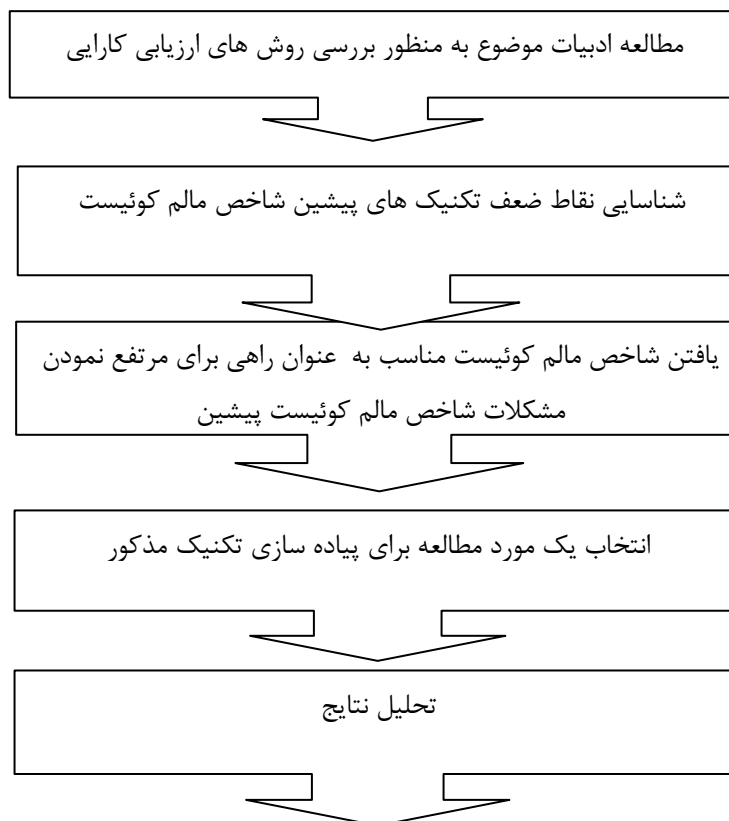 مطالعه ادبیات موضوع به منظور بررسی روش های ارزیابی کارایی
شناسایی نقاط ضعف تکنیک های پیشین شاخص مالم کوئیست
یافتن شاخص مالم کوئیست مناسب به عنوان راهی برای مرتفع نمودن
مشکلات شاخص مالم کوئیست پیشین
انتخاب یک مورد مطالعه برای پیاده سازی تکنیک مذکور
تحلیل نتایج